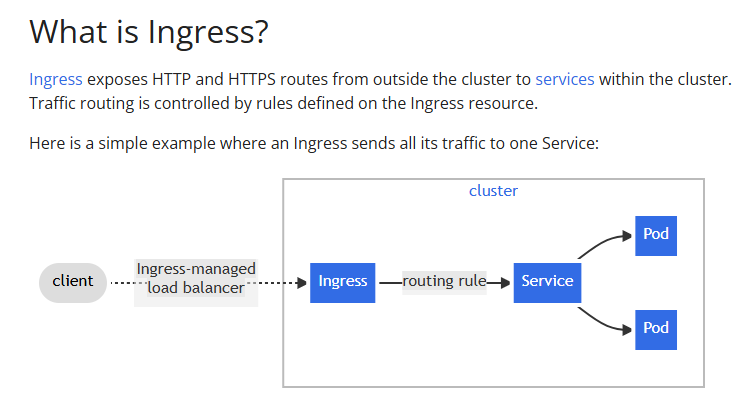 What is Ingress?
Ingress exposes HTTP and HTTPS routes from outside the cluster to services within the cluster.
Traffic routing is controlled by rules defined on the Ingress resource.
Here is a simple example where an Ingress sends all its traffic to one Service:
cluster
Pod
client
Ingress-managed
load balancer
Ingress
routing rule
Service
Pod